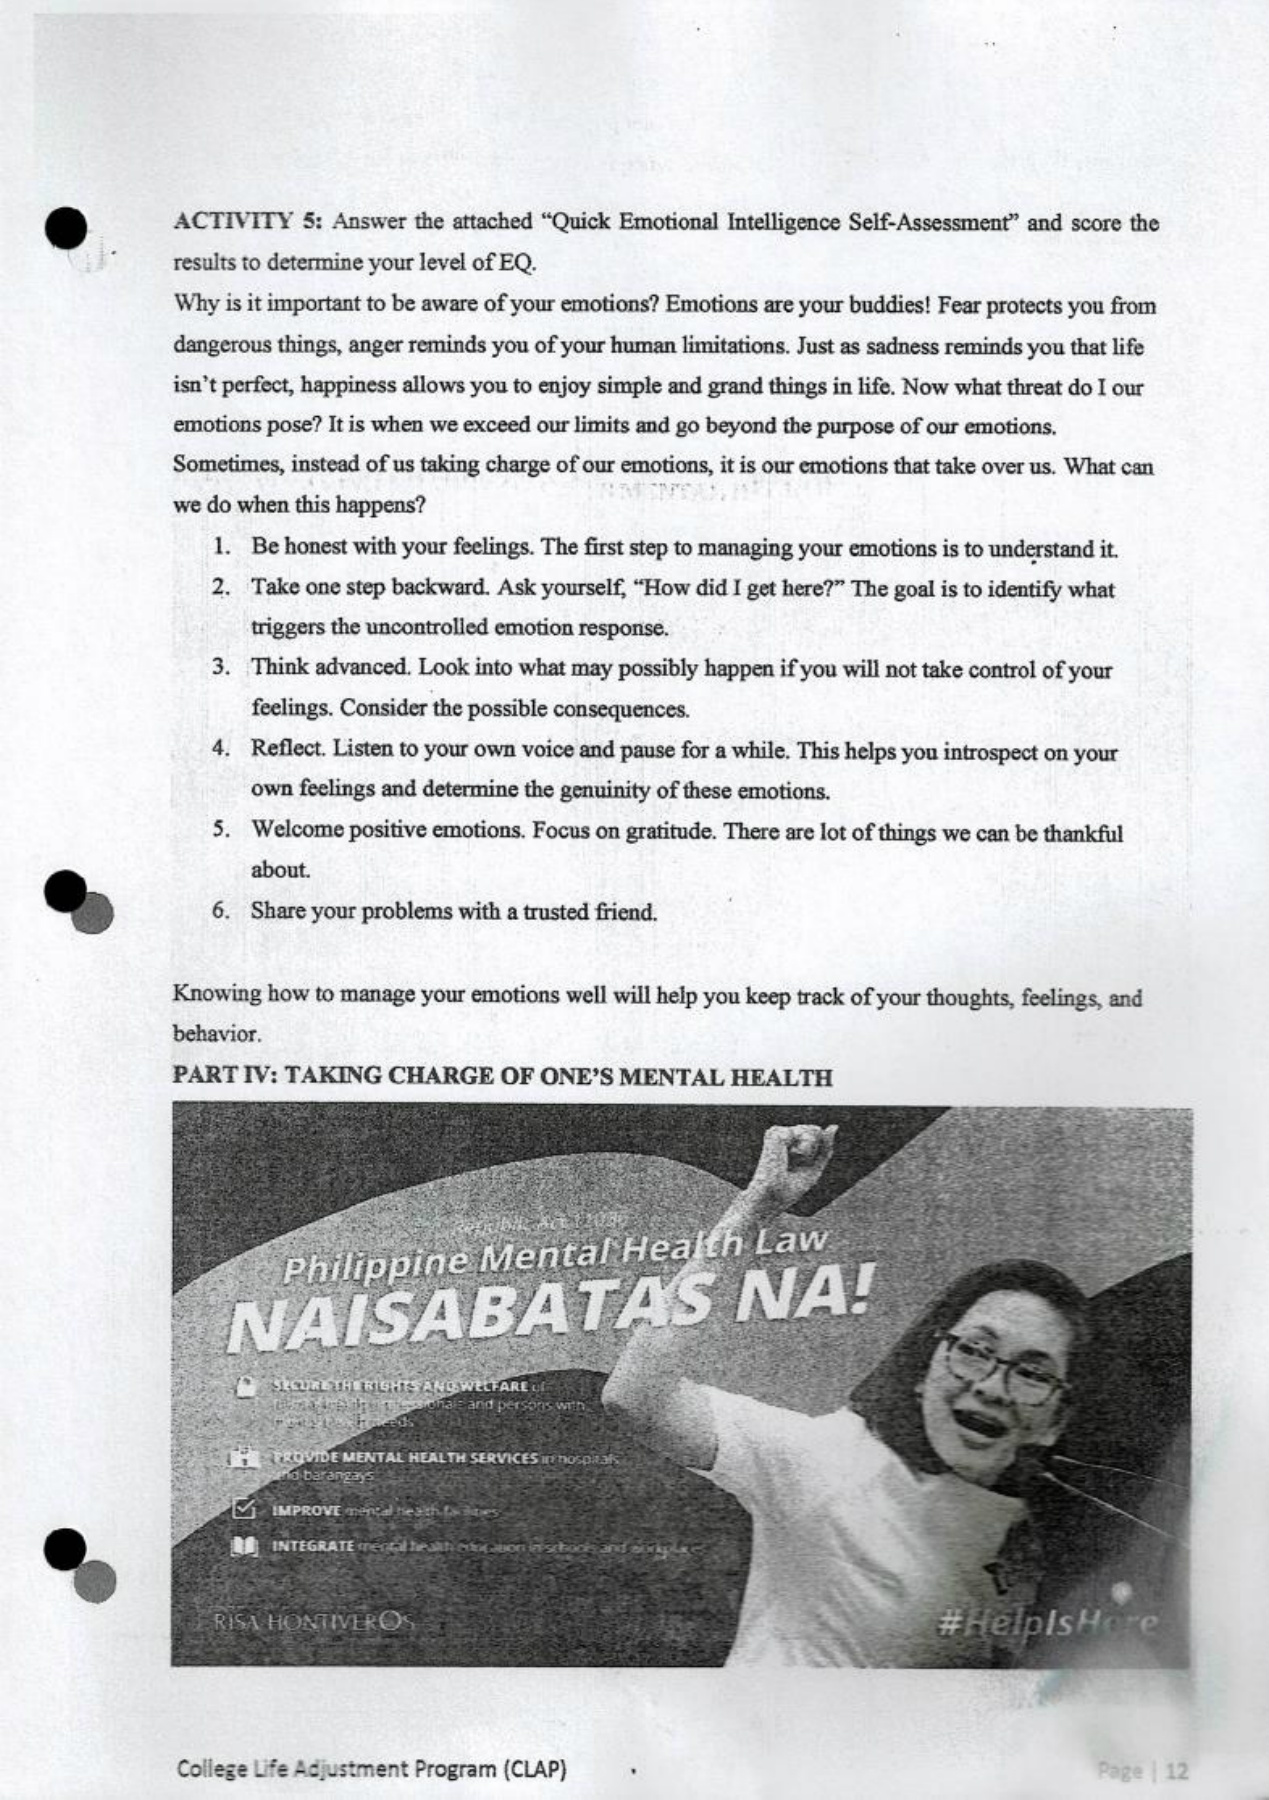 ACTIVITY 5: Answer the attached “Quick Emotional Intelligence Self-Assessment” and score the
results to determine your level of EQ.
Why is it important to be aware of your emotions? Emotions are your buddies! Fear protects you from
dangerous things, anger reminds you of your human limitations. Just as sadness reminds you that life
isn’t perfect, happiness allows you to enjoy simple and grand things in life. Now what threat do I our
emotions pose? It is when we exceed our limits and go beyond the purpose of our emotions.
Sometimes, instead of us taking charge of our emotions, it is our emotions that take over us. What can
we do when this happens?
1. Be honest with your feelings. The first step to managing your emotions is to understand it.
2. Take one step backward. Ask yourself, “How did I get here?” The goal is to identify what
triggers the uncontrolled emotion response.
3. Think advanced. Look into what may possibly happen if you will not take control of your
feelings. Consider the possible consequences.
4. Reflect. Listen to your own voice and pause for a while. This helps you introspect on your
own feelings and determine the genuinity of these emotions.
5. Welcome positive emotions. Focus on gratitude. There are lot of things we can be thankful
about.
6. Share your problems with a trusted friend.
Knowing how to manage your emotions well will help you keep track of your thoughts, feelings, and
behavior.
PART IV: TAKING CHARGE OF ONE’S MENTAL HEALTH
Republic Act 11036
Philippine Mental Health Law
NAISABATAS NA!
SECURE THE RIGHTS AND WELFARE of
and persons with
PROVIDE MENTAL HEALTH SERVICES in hospitals
and barangays
IMPROVE mental health facilities
INTEGRATE mental health education in schools and workplaces
RISA HONTIVEROS
#HelpIsHere
College Life Adjustment Program (CLAP)
Page | 12